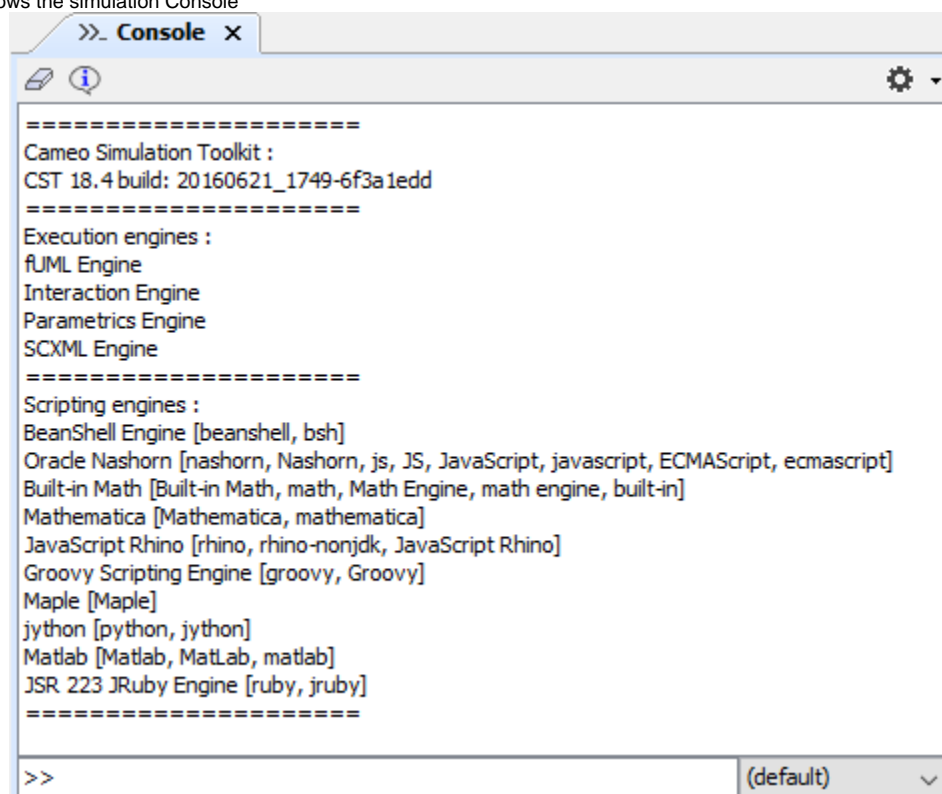 ows the simulation Console
>>_ Console x
=====================
Cameo Simulation Toolkit :
CST 18.4 build: 20160621_1749-6f3a1edd
=====================
Execution engines :
fUML Engine
Interaction Engine
Parametrics Engine
SCXML Engine
=====================
Scripting engines :
BeanShell Engine [beanshell, bsh]
Oracle Nashorn [nashorn, Nashorn, js, JS, JavaScript, javascript, ECMAScript, ecmascript]
Built-in Math [Built-in Math, math, Math Engine, math engine, built-in]
Mathematica [Mathematica, mathematica]
JavaScript Rhino [rhino, rhino-nonjdk, JavaScript Rhino]
Groovy Scripting Engine [groovy, Groovy]
Maple [Maple]
jython [python, jython]
Matlab [Matlab, MatLab, matlab]
JSR 223 JRuby Engine [ruby, jruby]
=====================
>> (default)